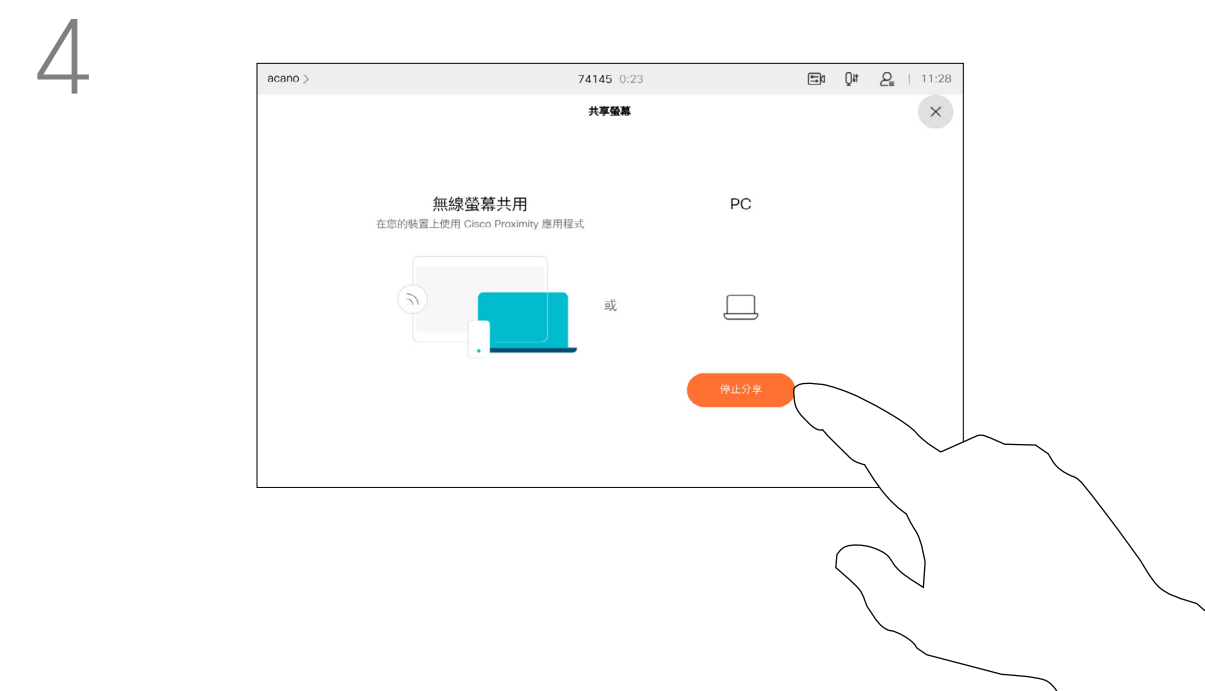 4
acano >
74145 0:23
| 11:28
共享螢幕
無線螢幕共用
在您的裝置上使用 Cisco Proximity 應用程式
PC
或
停止分享